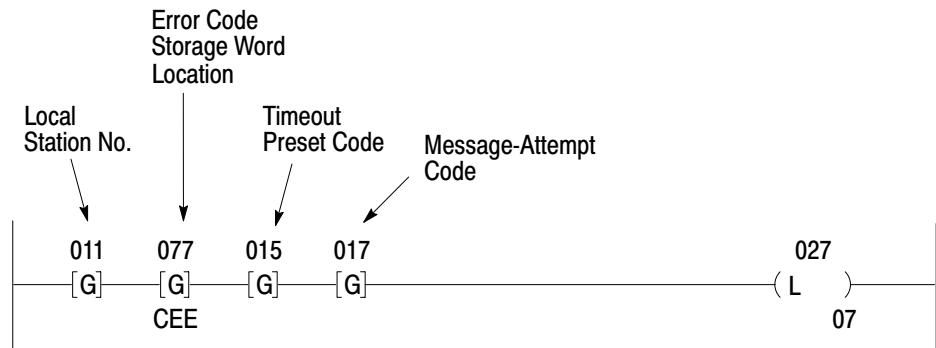 Error Code
Storage Word
Location
Local
Station No.
Timeout
Preset Code
Message-Attempt
Code
011 077 015 017 027
[G] [G] [G] [G] ( L )
CEE 07